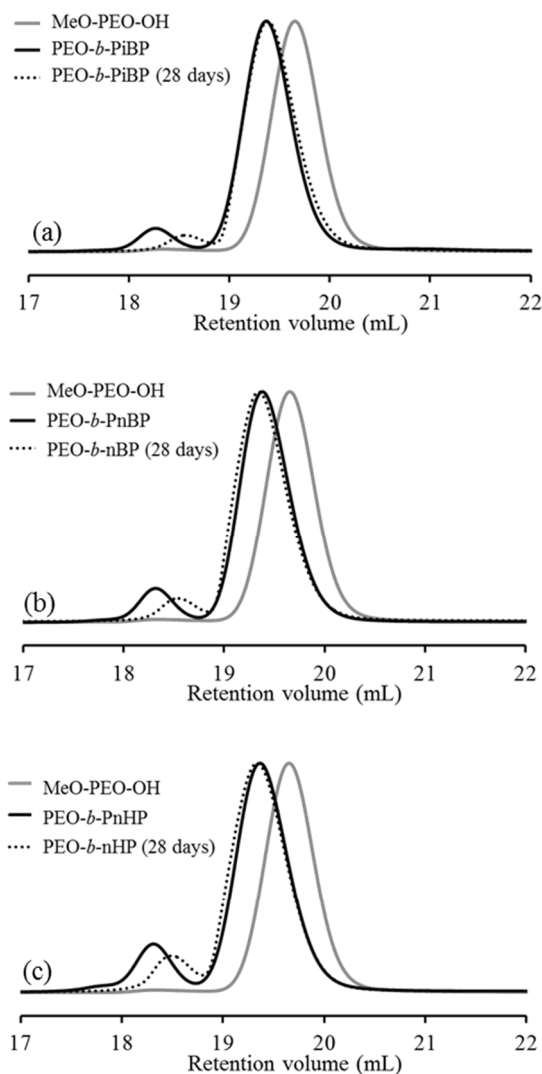 MeO-PEO-OH
PEO-b-PiBP
PEO-b-PiBP (28 days)
(a)
17 18 19 20 21 22
Retention volume (mL)
MeO-PEO-OH
PEO-b-PnBP
PEO-b-nBP (28 days)
(b)
17 18 19 20 21 22
Retention volume (mL)
MeO-PEO-OH
PEO-b-PnHP
PEO-b-nHP (28 days)
(c)
17 18 19 20 21 22
Retention volume (mL)